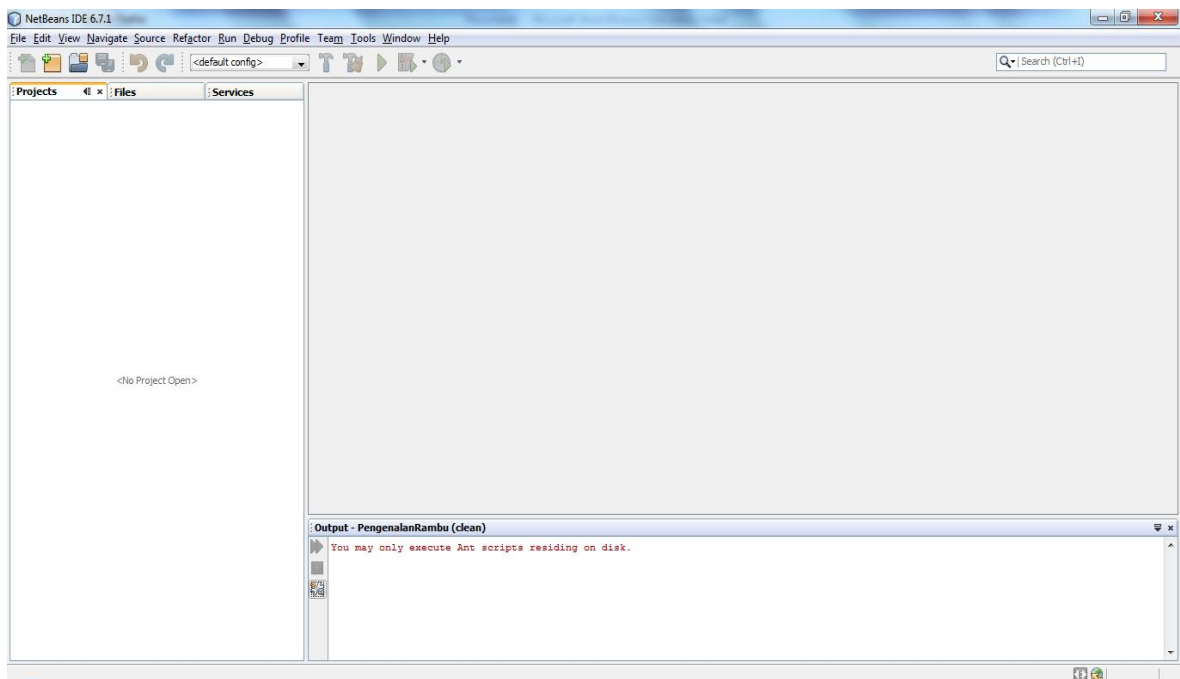 NetBeans IDE 6.7.1
File Edit View Navigate Source Refactor Run Debug Profile Team Tools Window Help
<default config>
Search (Ctrl+I)
Projects Files Services
<No Project Open>
Output - PengenalanRambu (clean)
You may only execute Ant scripts residing on disk.